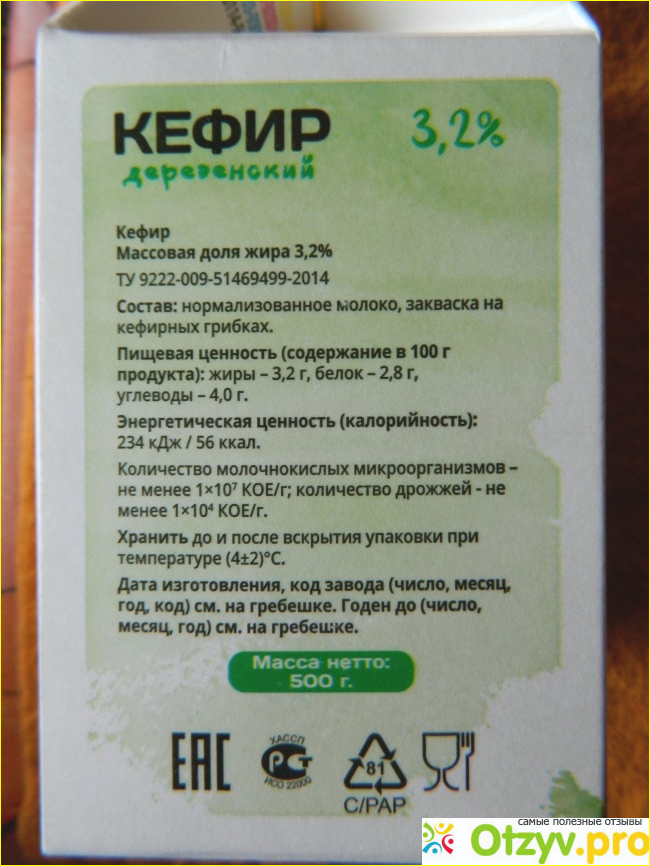 КЕФИР 3,2%
деревенский
Кефир
Массовая доля жира 3,2%
ТУ 9222-009-51469499-2014
Состав: нормализованное молоко, закваска на
кефирных грибках.
Пищевая ценность (содержание в 100 г
продукта): жиры – 3,2 г, белок – 2,8 г,
углеводы – 4,0 г.
Энергетическая ценность (калорийность):
234 кДж / 56 ккал.
Количество молочнокислых микроорганизмов –
не менее 1×10⁷ КОЕ/г; количество дрожжей - не
менее 1×10⁴ КОЕ/г.
Хранить до и после вскрытия упаковки при
температуре (4±2)°С.
Дата изготовления, код завода (число, месяц,
год, код) см. на гребешке. Годен до (число,
месяц, год) см. на гребешке.
Масса нетто:
500 г.
ЕАС
ХАССП
РСТ
ИСО 22000
81
C/PAP
самые полезные отзывы
Otzyv.pro